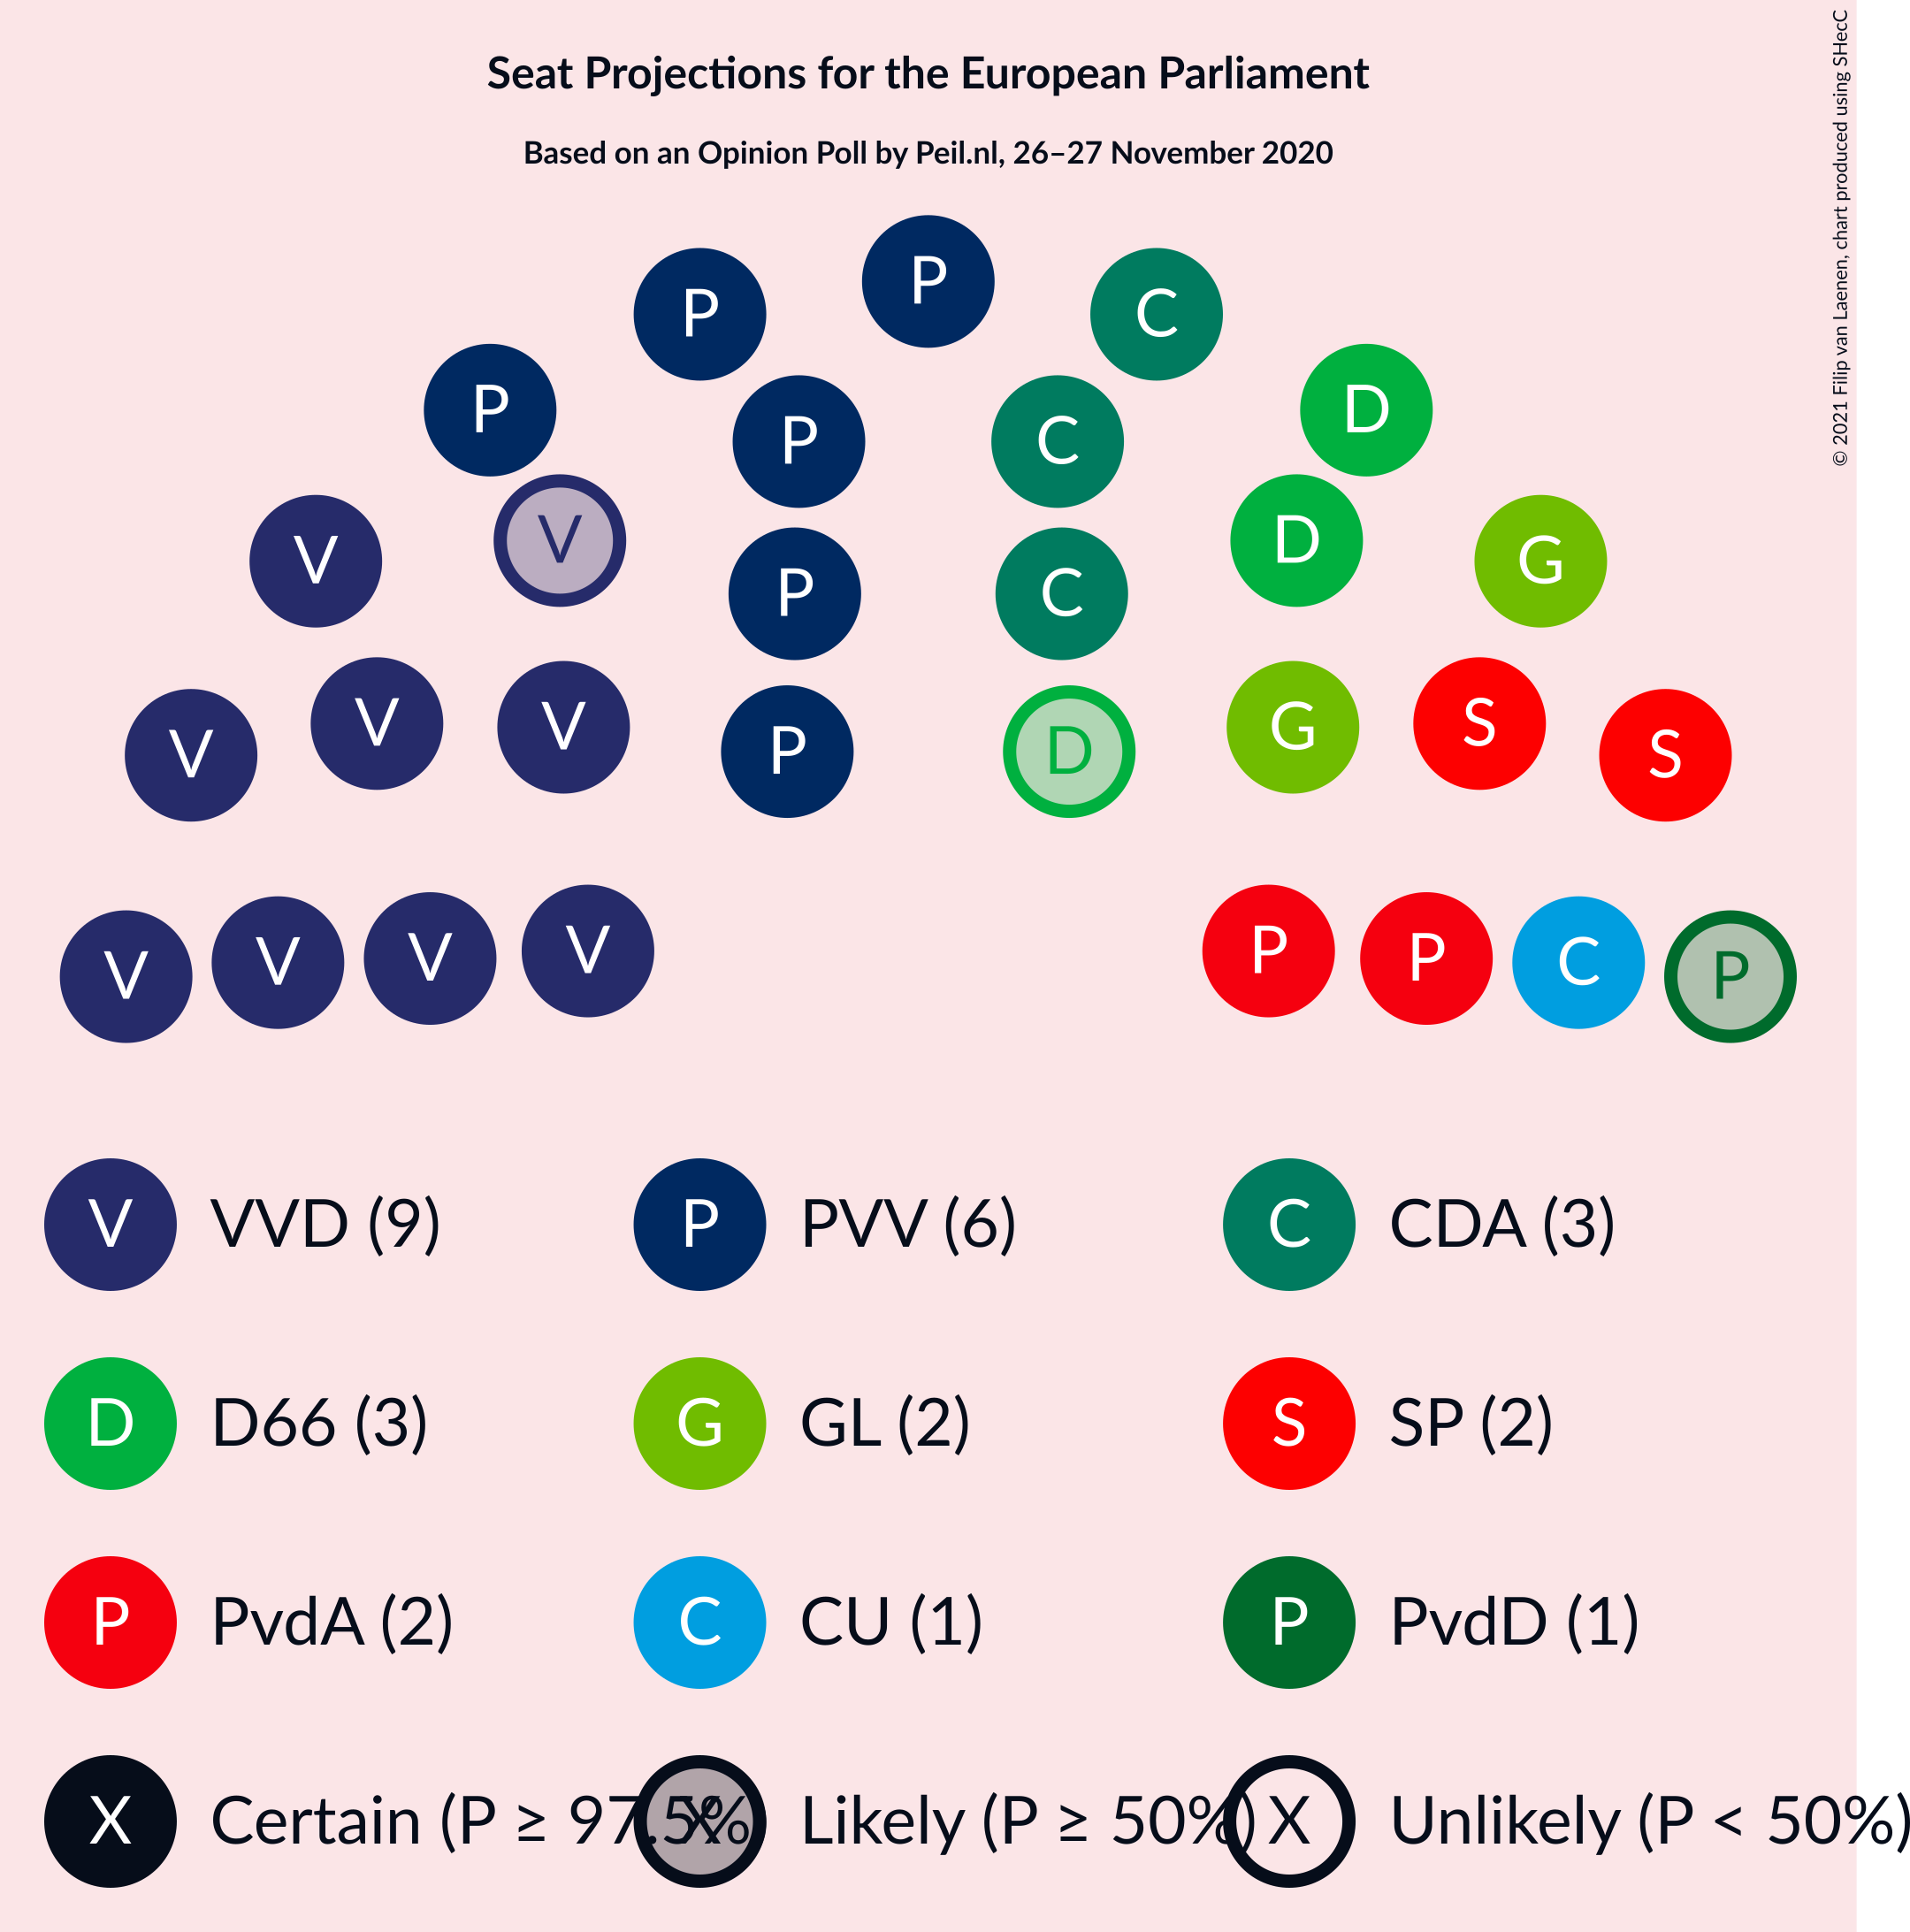 Seat Projections for the European Parliament
Based on an Opinion Poll by Peil.nl, 26–27 November 2020
© 2021 Filip van Laenen, chart produced using SHecC
P
P C
P D
P C
V D
V G
P C
V V G S
V P D S
V V V V P P C P
V VVD (9) P PVV (6) C CDA (3)
D D66 (3) G GL (2) S SP (2)
P PvdA (2) C CU (1) P PvdD (1)
X Certain (P ≥ 97.5%) X Likely (P ≥ 50%) X Unlikely (P < 50%)